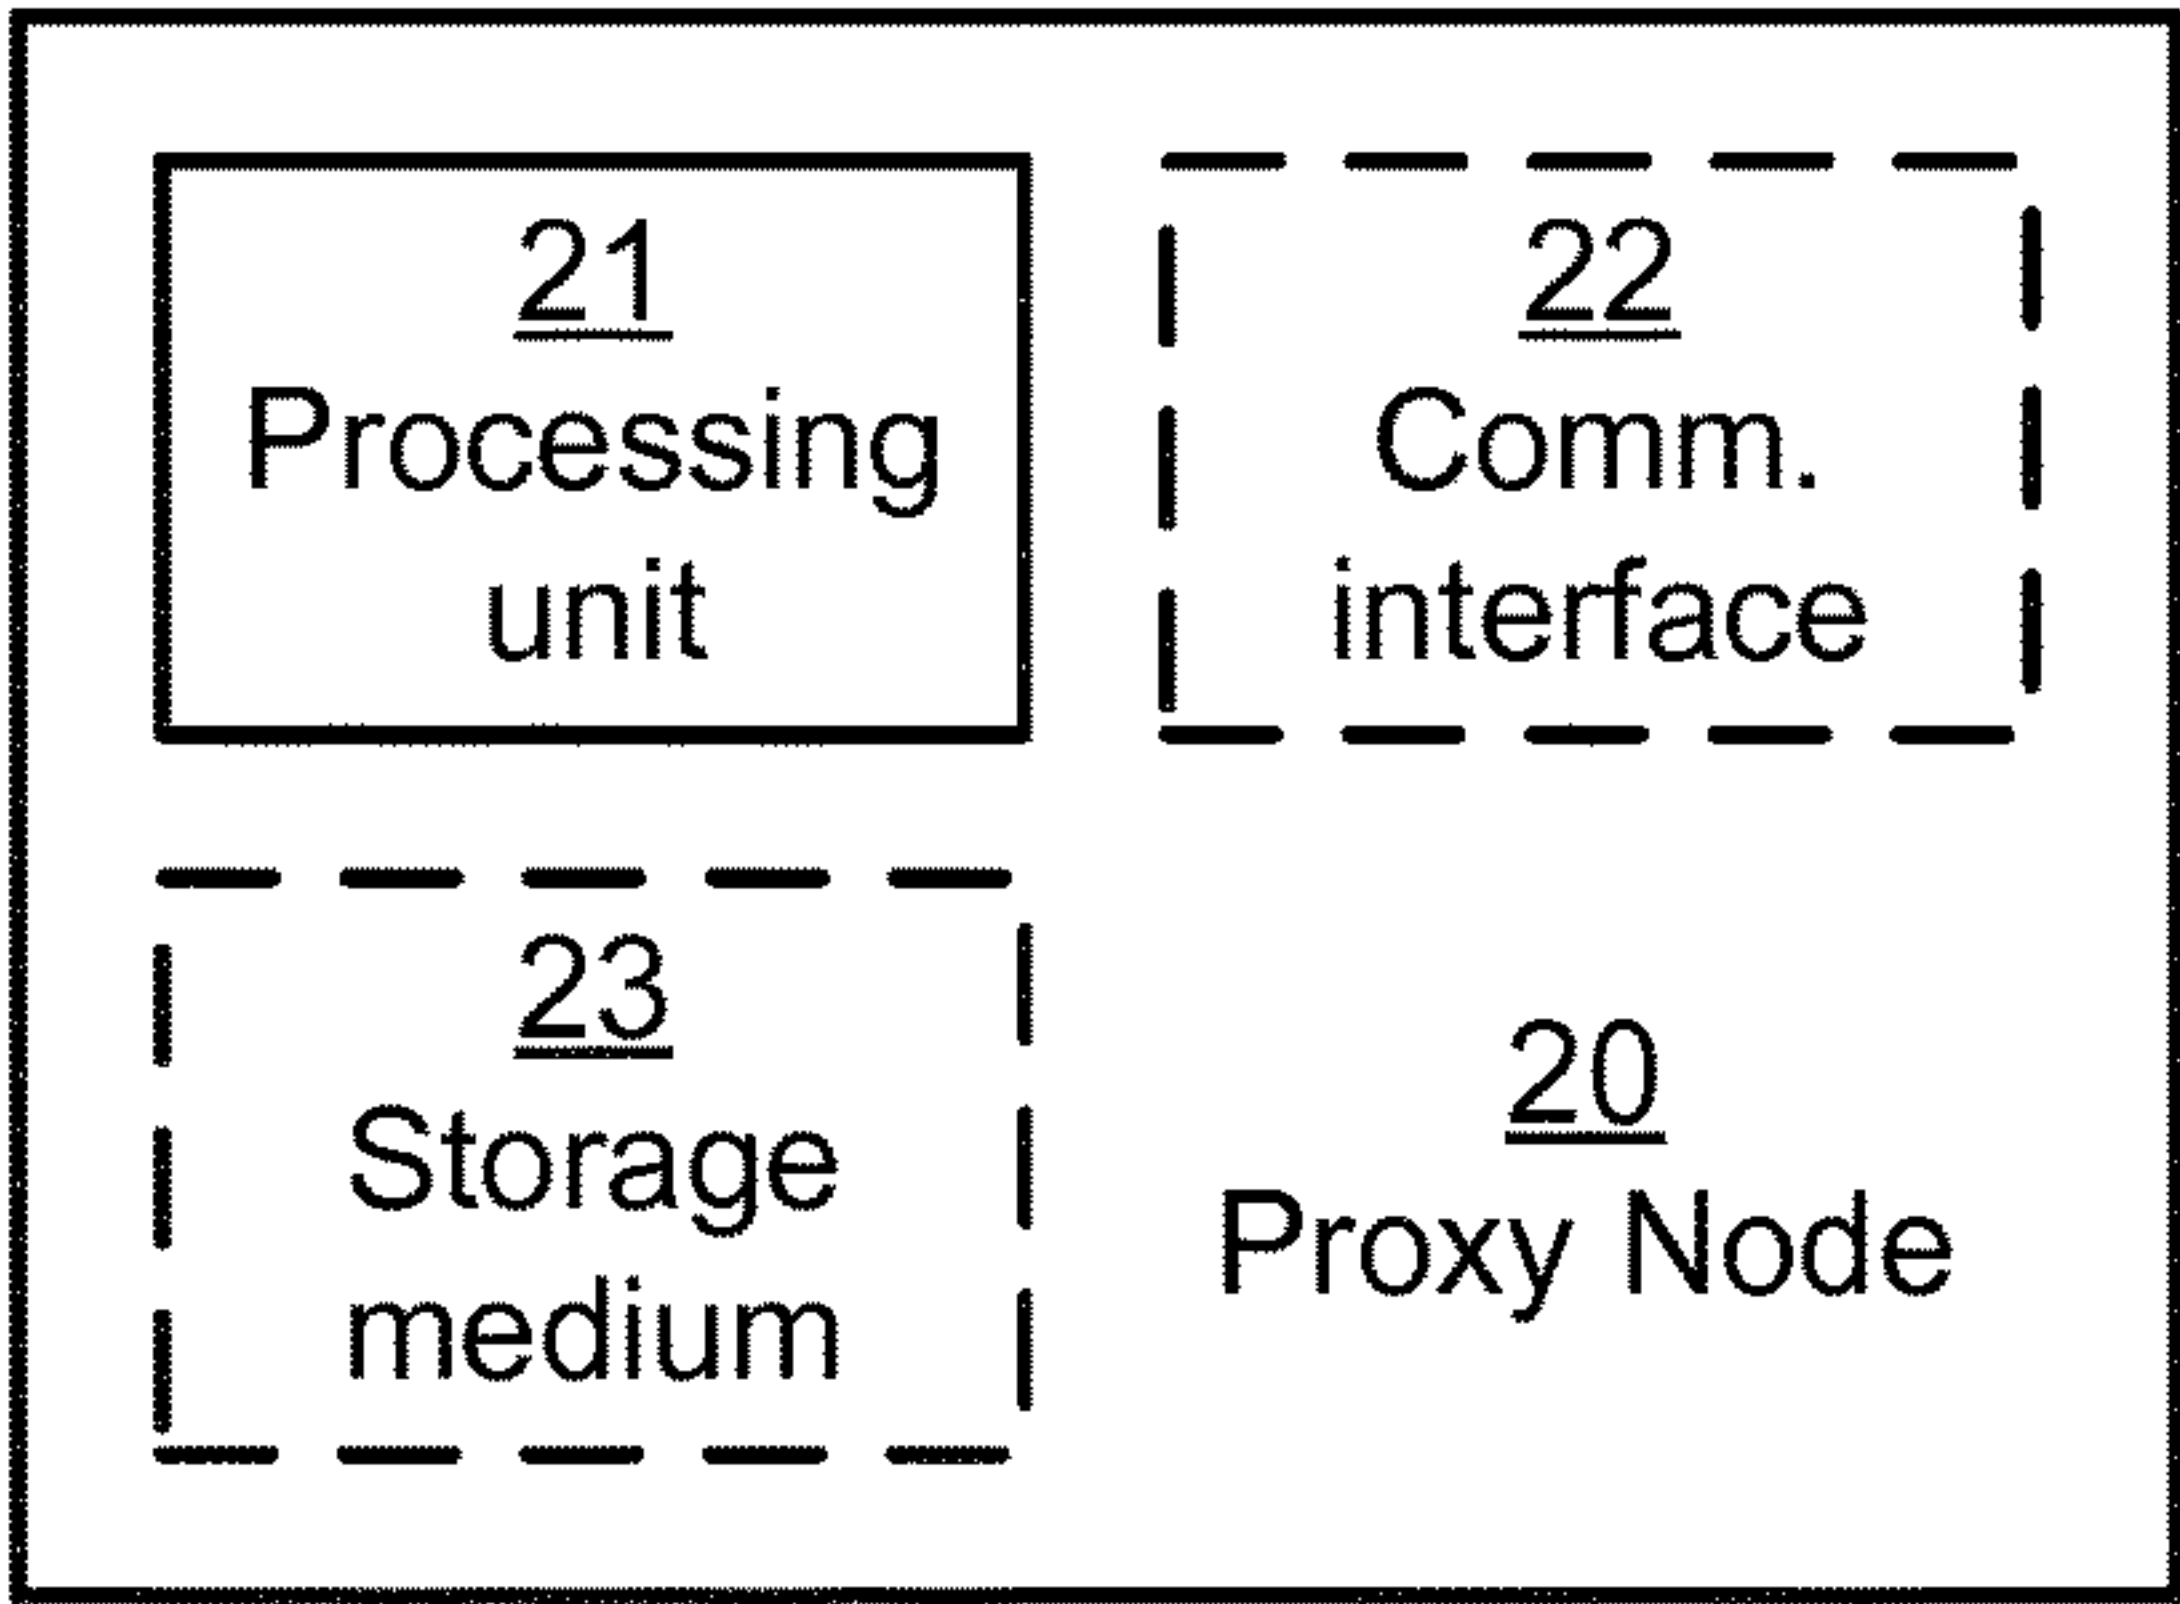 21
Processing
unit
22
Comm.
interface
23
Storage
medium
20
Proxy Node